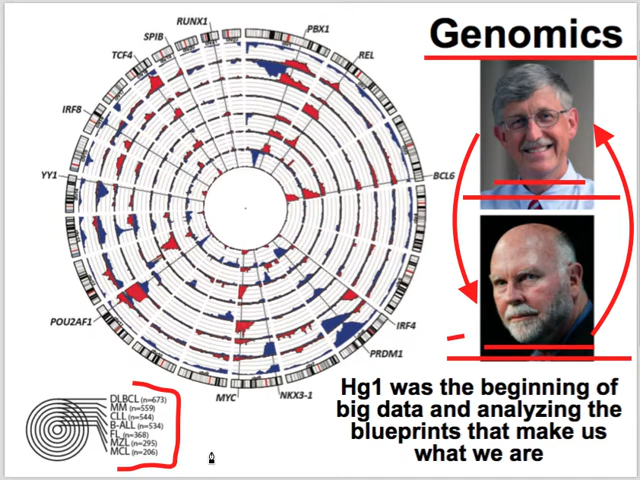 Genomics
RUNX1
SPIB
TCF4
IRF8
YY1
POU2AF1
MYC
NKX3-1
PRDM1
IRF4
BCL6
REL
PBX1
DLBCL (n=673)
MM (n=559)
CLL (n=544)
B-ALL (n=534)
FL (n=368)
MZL (n=295)
MCL (n=206)
Hg1 was the beginning of
big data and analyzing the
blueprints that make us
what we are